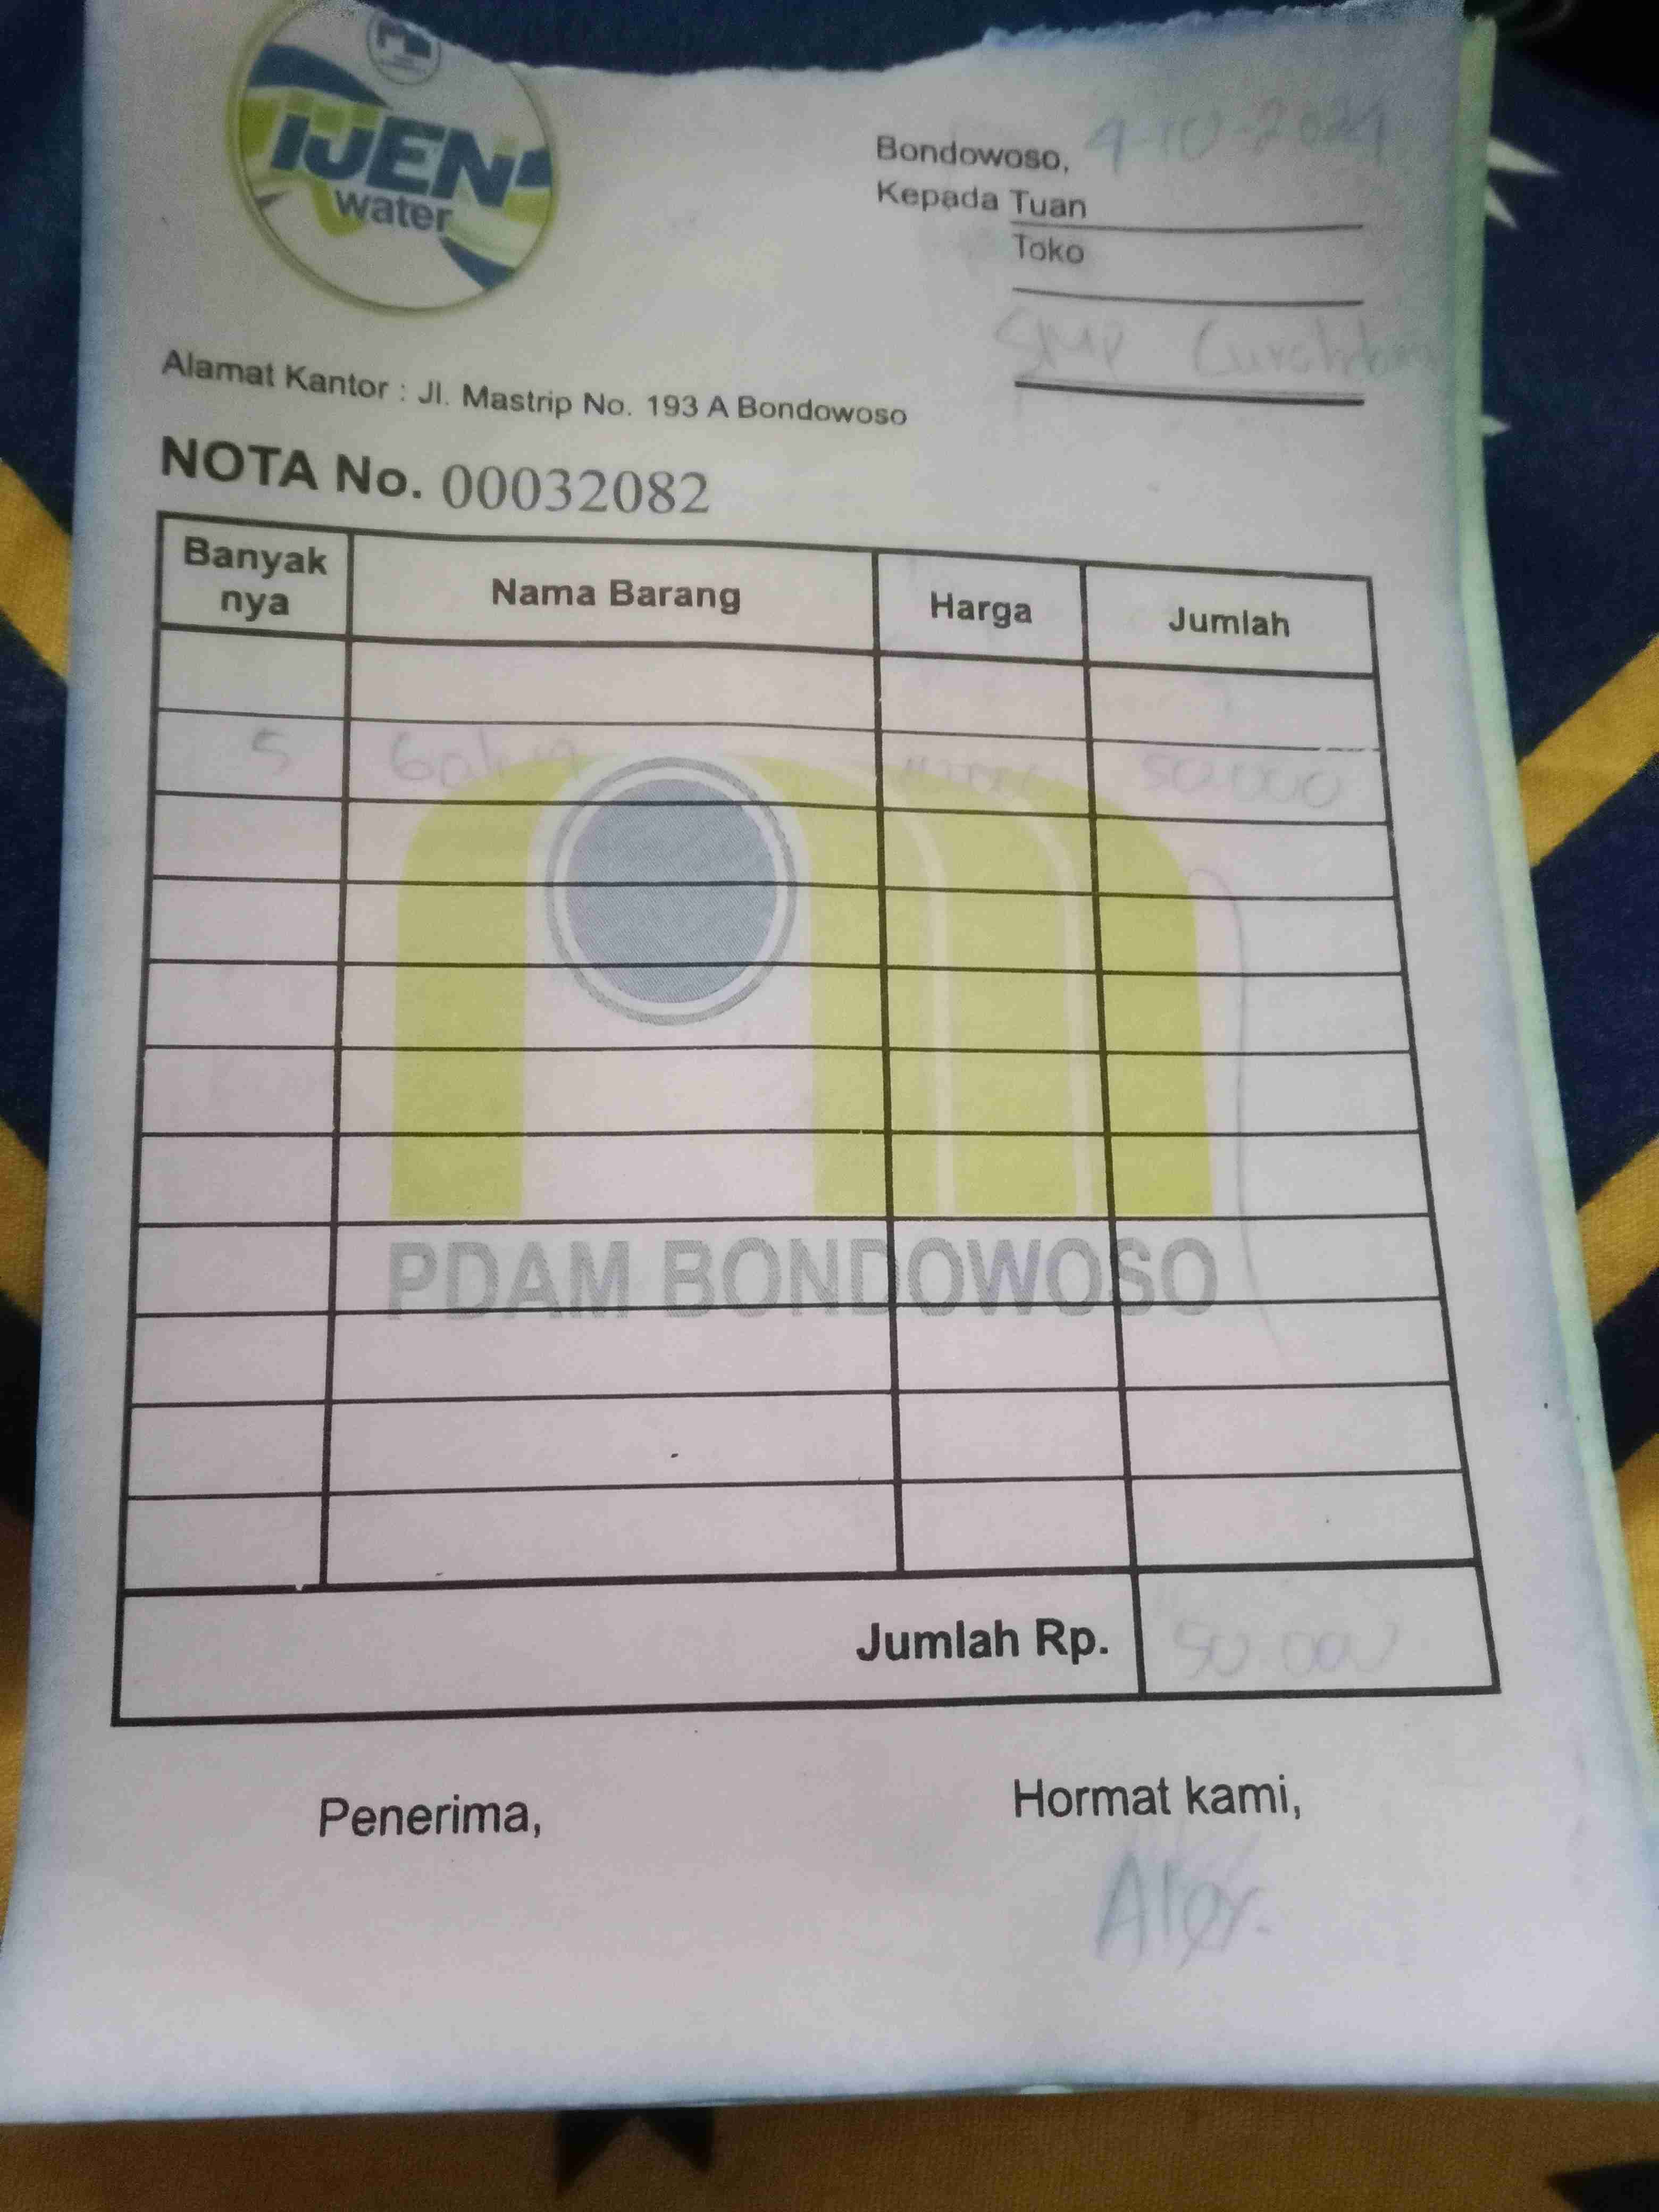 IJEN
water
Bondowoso, 9-10-2024
Kepada Tuan
Toko
SMP Curahdami
Alamat Kantor : Jl. Mastrip No. 193 A Bondowoso
NOTA No. 00032082
Banyak nya Nama Barang Harga Jumlah
5 Galon 10.000 50.000
PDAM BONDOWOSO
Jumlah Rp. 50.000
Penerima, Hormat kami,